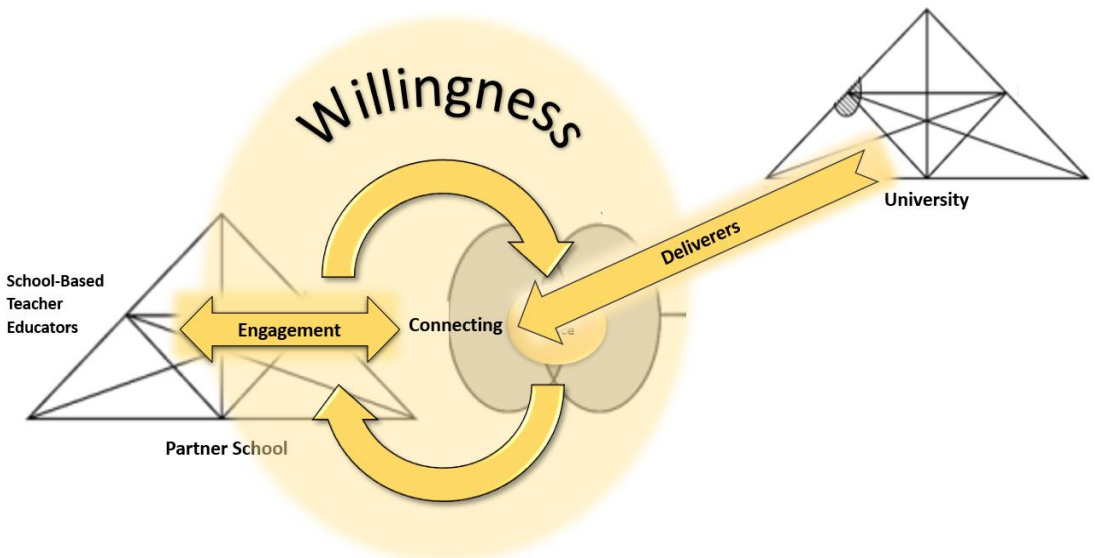 Willingness
University
Deliverers
School-Based
Teacher
Educators
Engagement
Connecting
Partner School